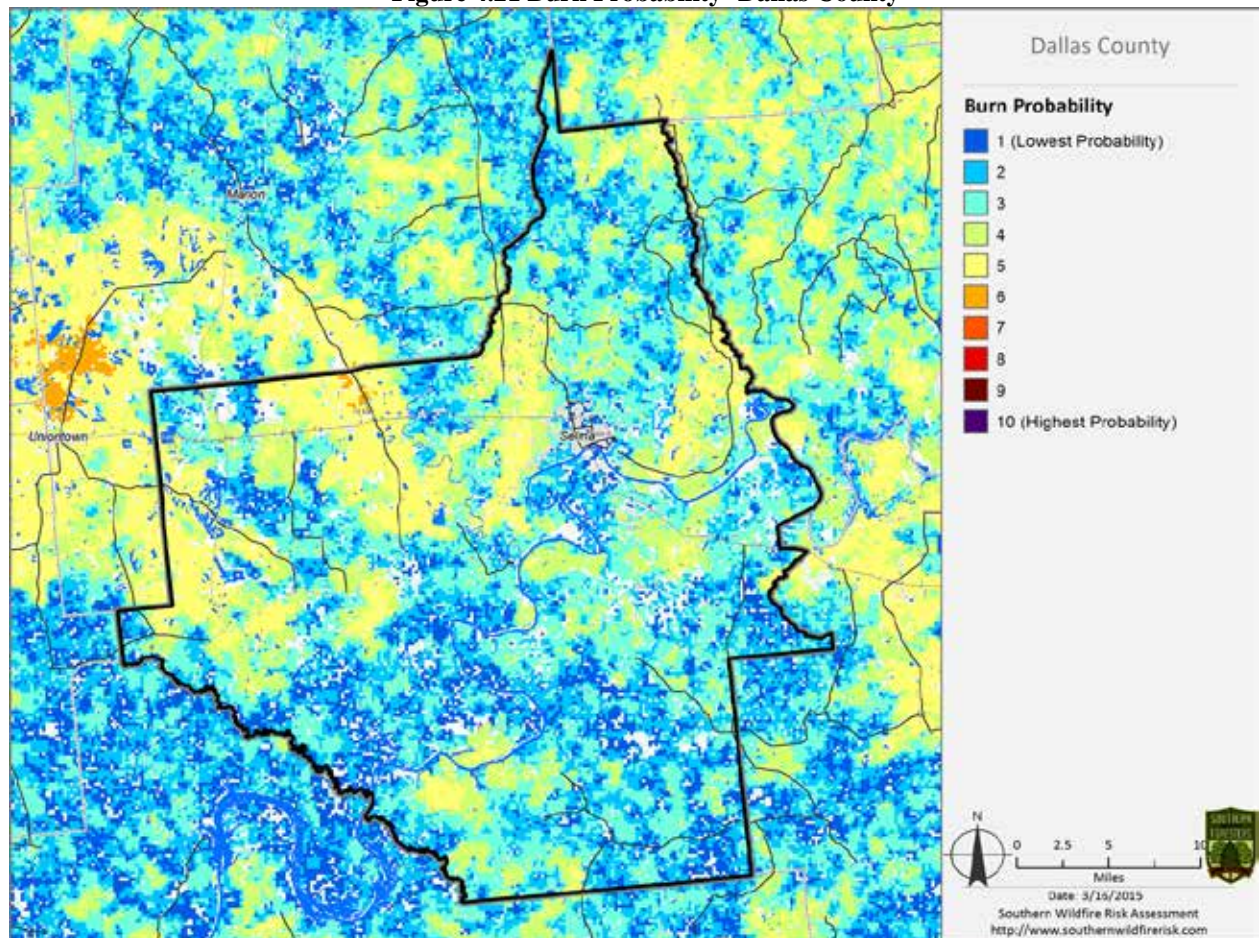 Dallas County
Burn Probability
1 (Lowest Probability)
2
3
4
5
6
7
8
9
10 (Highest Probability)
Marion
Uniontown
Selma
N
0 2.5 5 10
Miles
Date: 3/16/2015
Southern Wildfire Risk Assessment
http://www.southernwildfirerisk.com
SOUTHERN